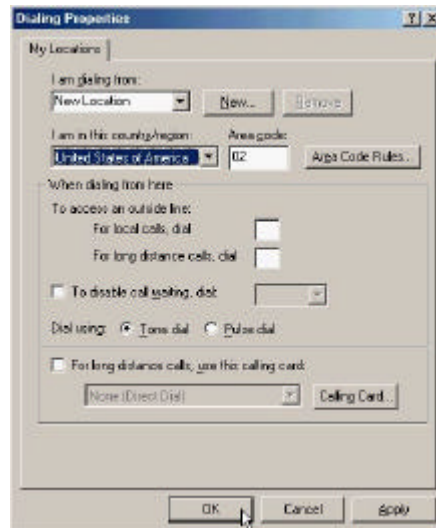 Dialing Properties
My Locations
I am dialing from:
New Location New... Remove
I am in this country/region: Area code:
United States of America 02 Area Code Rules...
When dialing from here
To access an outside line:
For local calls, dial
For long distance calls, dial
To disable call waiting, dial:
Dial using: Tone dial Pulse dial
For long distance calls, use this calling card:
None (Direct Dial) Calling Card...
OK Cancel Apply